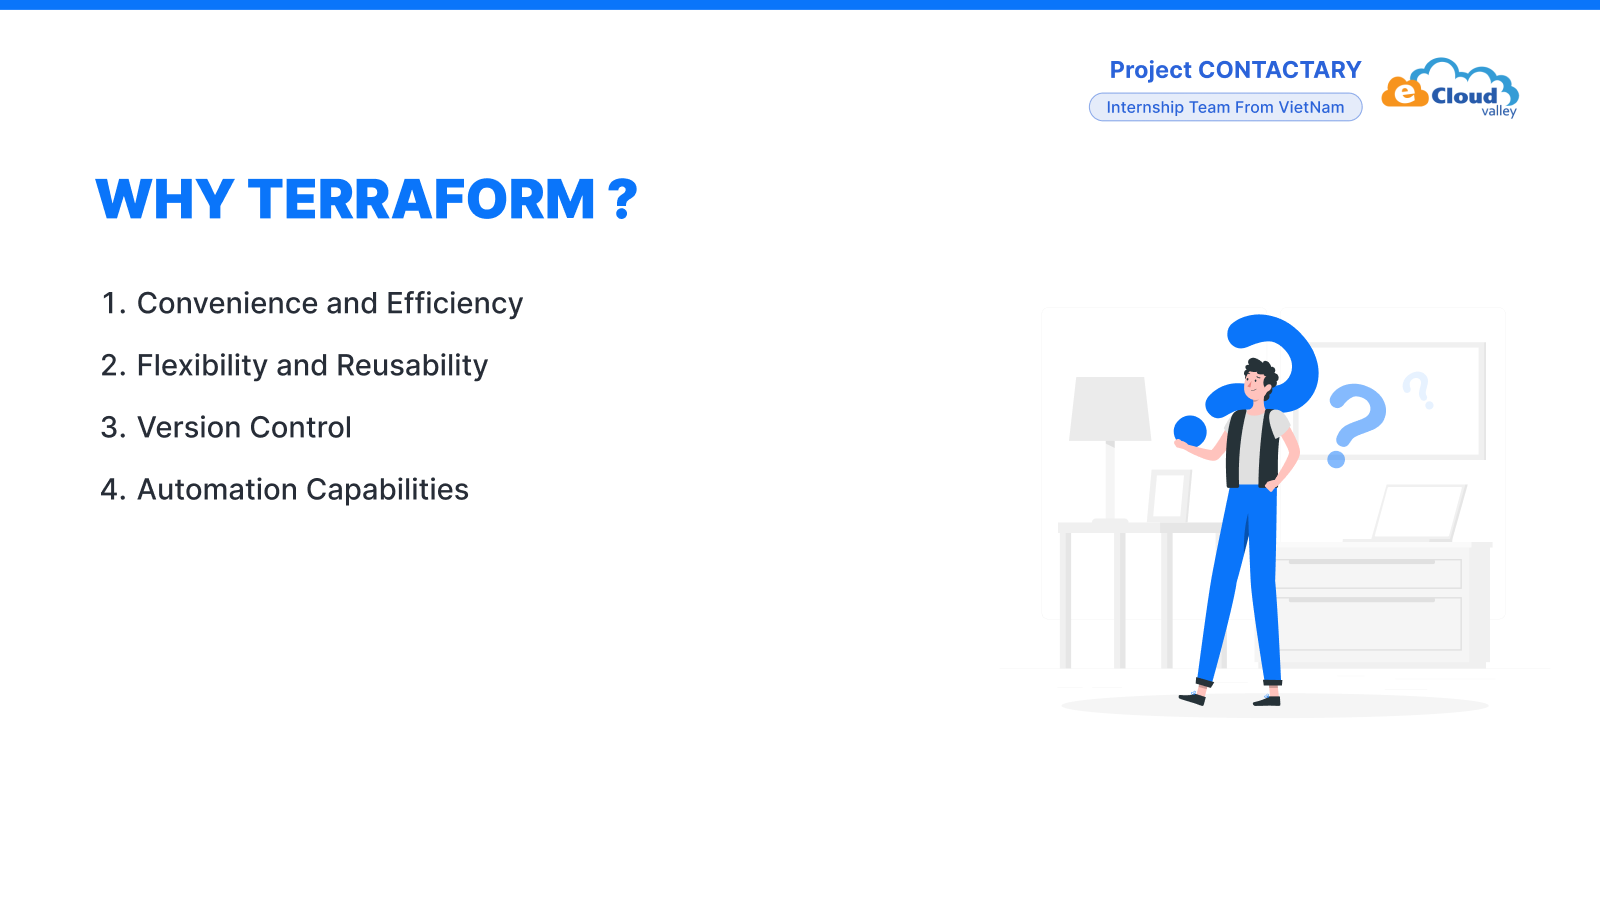 Project CONTACTARY
Internship Team From VietNam
e Cloud
valley
WHY TERRAFORM ?
1. Convenience and Efficiency
2. Flexibility and Reusability
3. Version Control
4. Automation Capabilities